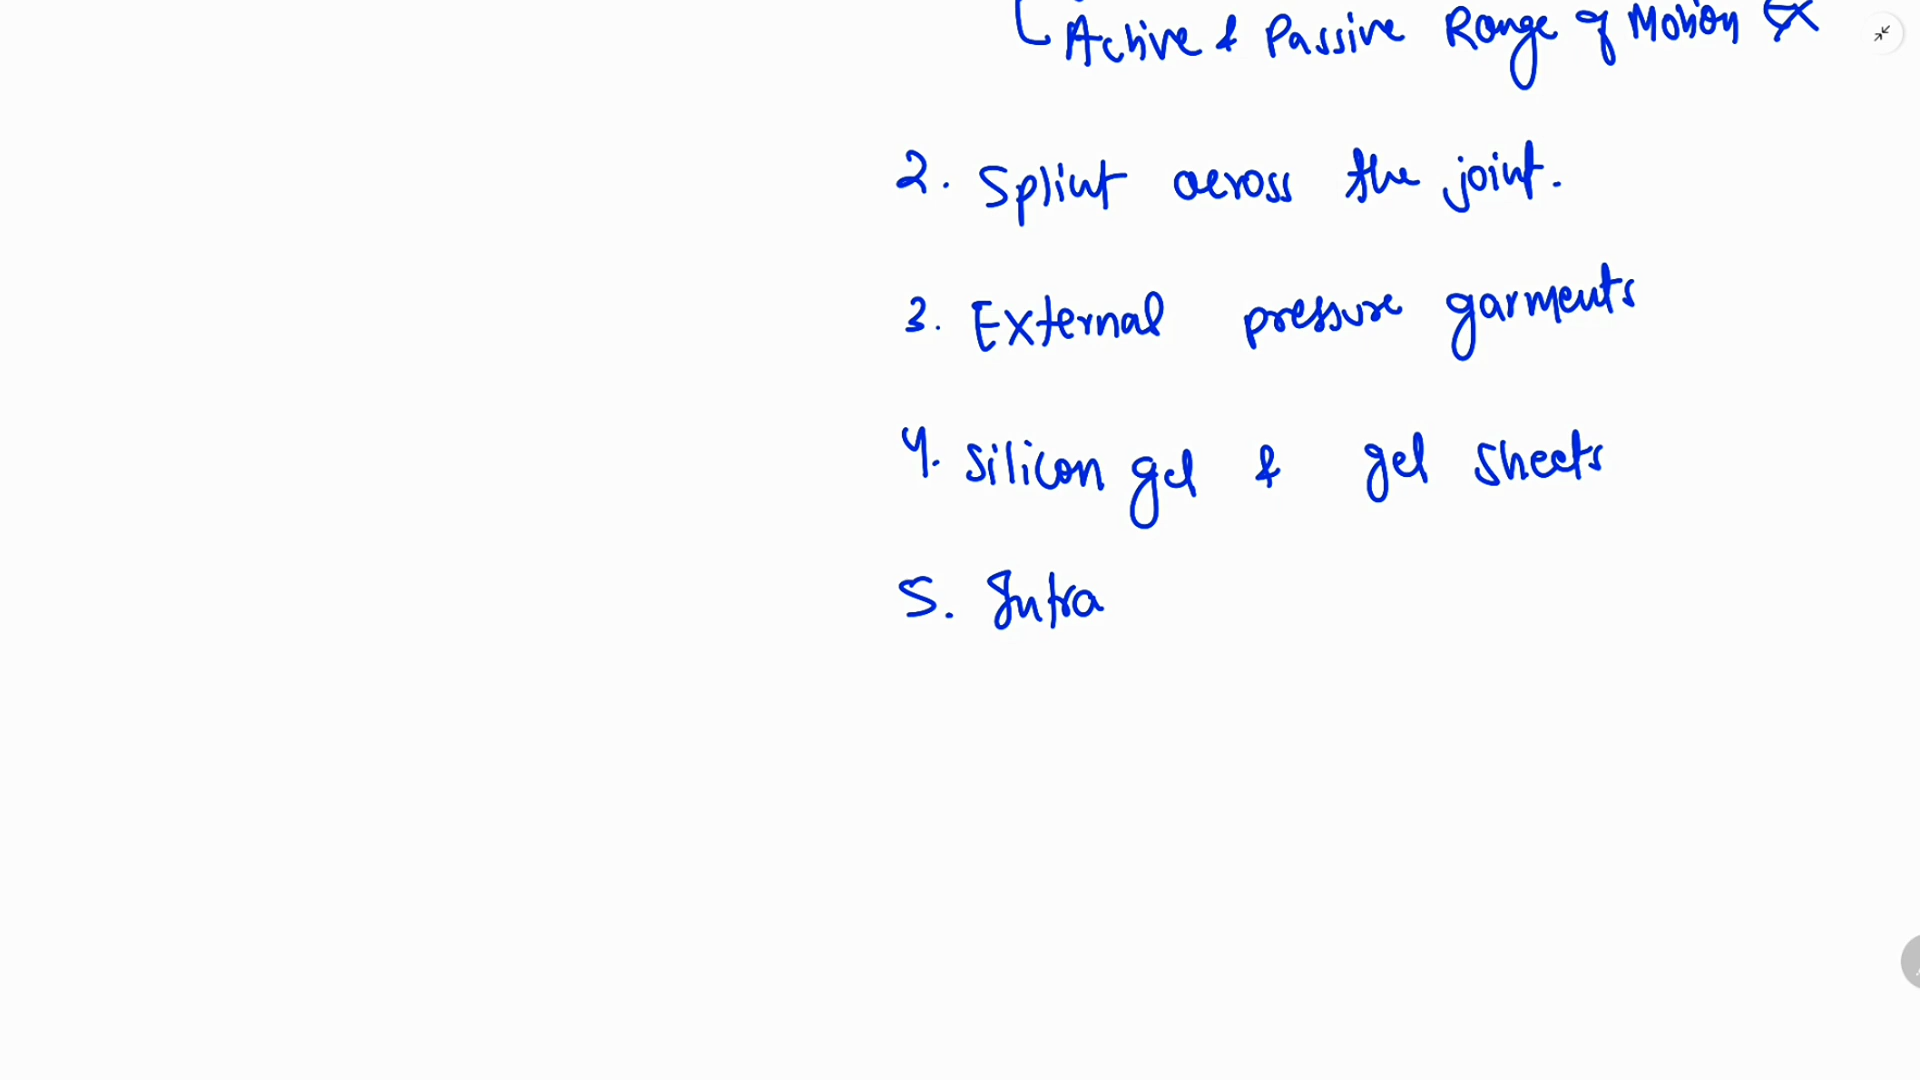 Active & Passive Range of Motion Ex
2. Splint across the joint.
3. External pressure garments
4. Silicon gel & gel sheets
5. Intra